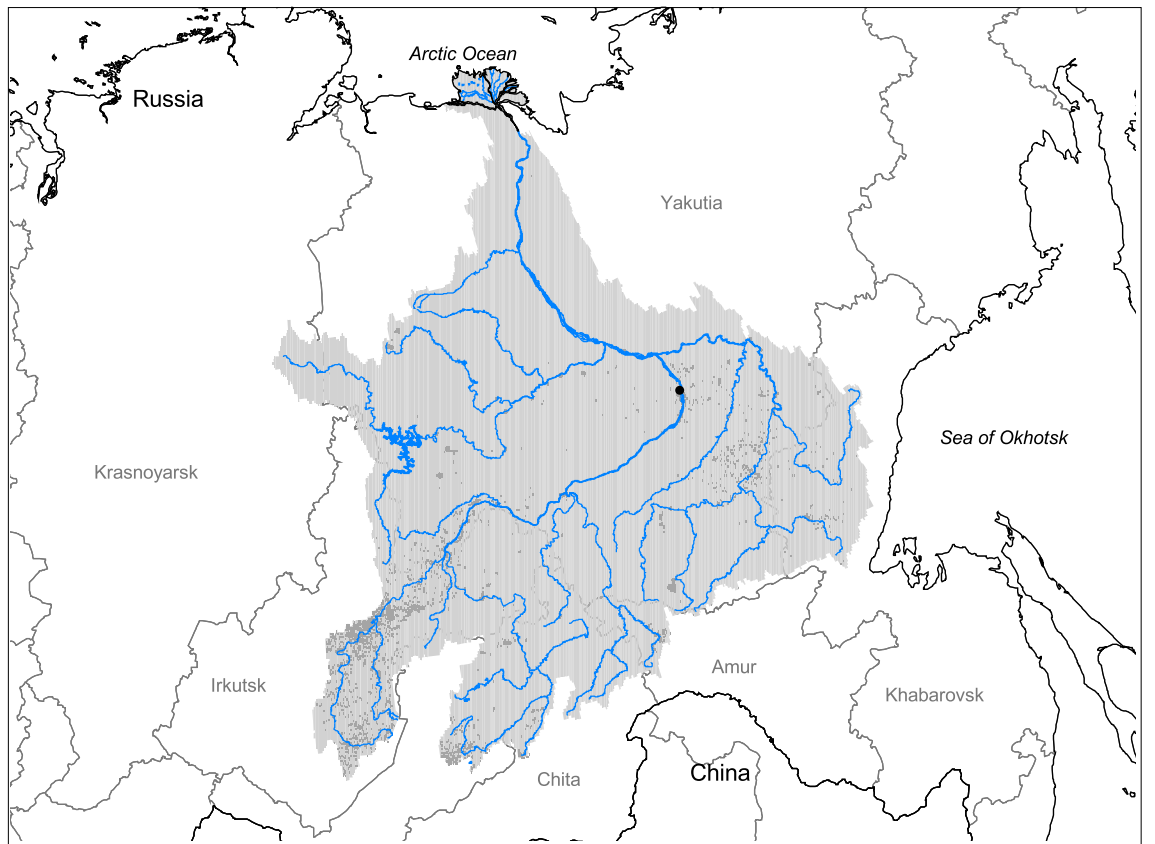 Arctic Ocean
Russia
Yakutia
Sea of Okhotsk
Krasnoyarsk
Irkutsk
Amur
Khabarovsk
Chita
China